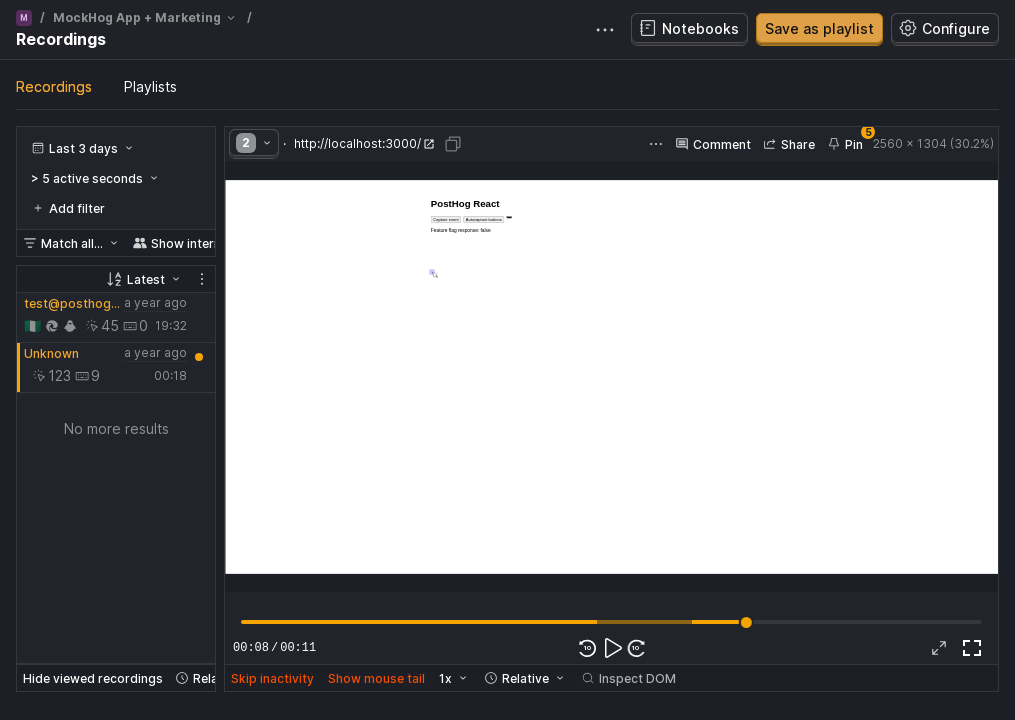 M / MockHog App + Marketing /
Recordings
Notebooks
Save as playlist
Configure
Recordings
Playlists
Last 3 days
> 5 active seconds
+ Add filter
Match all...
Show inter
Latest
test@posthog... a year ago
45 0 19:32
Unknown a year ago
123 9 00:18
No more results
Hide viewed recordings
Rela
2 · http://localhost:3000/
Comment
Share
Pin 5
2560 × 1304 (30.2%)
PostHog React
Capture event Autocapture buttons
Feature flag response: false
00:08 / 00:11
10
10
Skip inactivity
Show mouse tail
1x
Relative
Inspect DOM